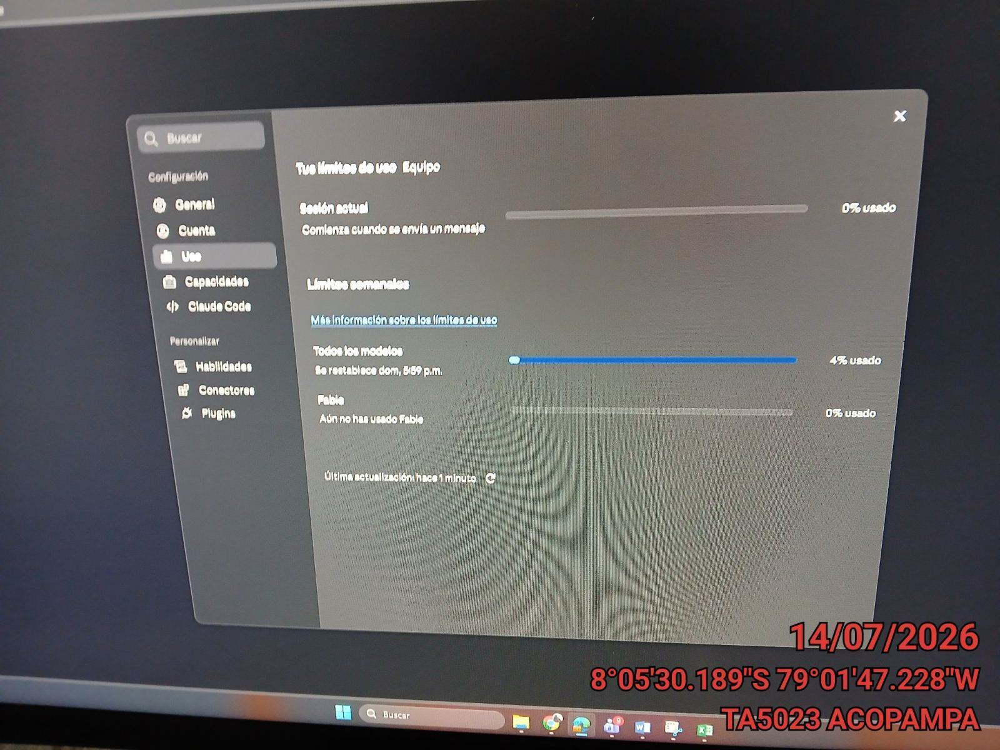 Buscar
Configuración
General
Cuenta
Uso
Capacidades
Claude Code
Personalizar
Habilidades
Conectores
Plugins
Tus límites de uso Equipo
Sesión actual
Comienza cuando se envía un mensaje
0% usado
Límites semanales
Más información sobre los límites de uso
Todos los modelos
Se restablece dom, 5:59 p.m.
4% usado
Fable
Aún no has usado Fable
0% usado
Última actualización: hace 1 minuto
14/07/2026
8°05'30.189"S 79°01'47.228"W
TA5023 ACOPAMPA
Buscar
9